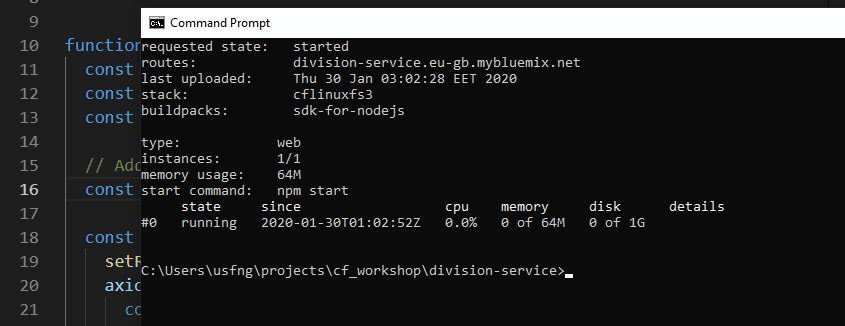 9
10 function
11 const
12 const
13 const
14
15 // Add
16 const
17
18 const
19
20
21
Command Prompt
requested state:   started
routes:            division-service.eu-gb.mybluemix.net
last uploaded:     Thu 30 Jan 03:02:28 EET 2020
stack:             cflinuxfs3
buildpacks:        sdk-for-nodejs
type:            web
instances:       1/1
memory usage:    64M
start command:   npm start
     state     since                  cpu    memory     disk      details
#0   running   2020-01-30T01:02:52Z   0.0%   0 of 64M   0 of 1G
C:\Users\usfng\projects\cf_workshop\division-service>